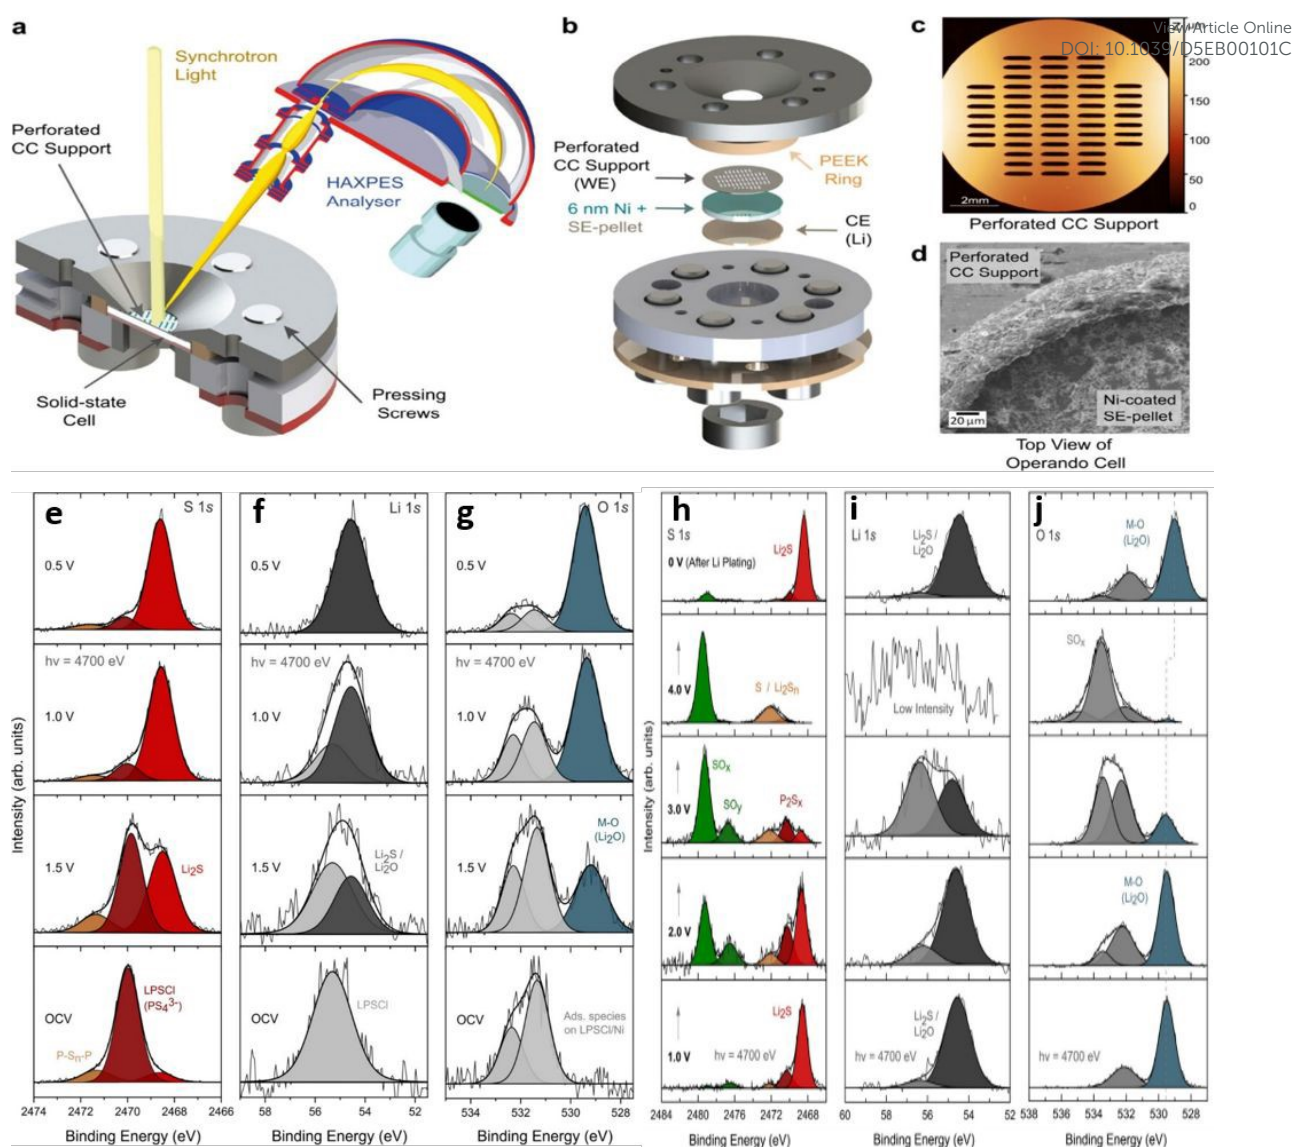 View Article Online
DOI: 10.1039/D5EB00101C
a
Synchrotron
Light
Perforated
CC Support
HAXPES
Analyser
Solid-state
Cell
Pressing
Screws
b
Perforated
CC Support
(WE)
PEEK
Ring
6 nm Ni +
SE-pellet
CE
(Li)
c
200
150
100
50
0
2mm
Perforated CC Support
d
Perforated
CC Support
Ni-coated
SE-pellet
20 μm
Top View of
Operando Cell
Intensity (arb. units)
e
S 1s
0.5 V
hv = 4700 eV
1.0 V
1.5 V
Li₂S
LPSCl
(PS₄³⁻)
OCV
P-Sₙ-P
2474 2471 2470 2468 2466
Binding Energy (eV)
f
Li 1s
0.5 V
hv = 4700 eV
1.0 V
1.5 V
Li₂S /
Li₂O
LPSCl
OCV
58 56 54 52
Binding Energy (eV)
g
O 1s
0.5 V
hv = 4700 eV
1.0 V
M-O
(Li₂O)
1.5 V
Ads. species
on LPSCl/Ni
OCV
532 530 528
Binding Energy (eV)
Intensity (arb. units)
h
S 1s
0 V (After Li Plating)
Li₂S
4.0 V
S / Li₂Sₙ
SOₓ
SOᵧ
P₂Sₓ
3.0 V
2.0 V
Li₂S
1.0 V
hv = 4700 eV
2484 2480 2476 2472 2468
Binding Energy (eV)
i
Li 1s
Li₂S /
Li₂O
Low Intensity
Li₂S /
Li₂O
hv = 4700 eV
60 56 54 52
Binding Energy (eV)
j
O 1s
M-O
(Li₂O)
SOₓ
M-O
(Li₂O)
hv = 4700 eV
538 536 534 532 530 528
Binding Energy (eV)